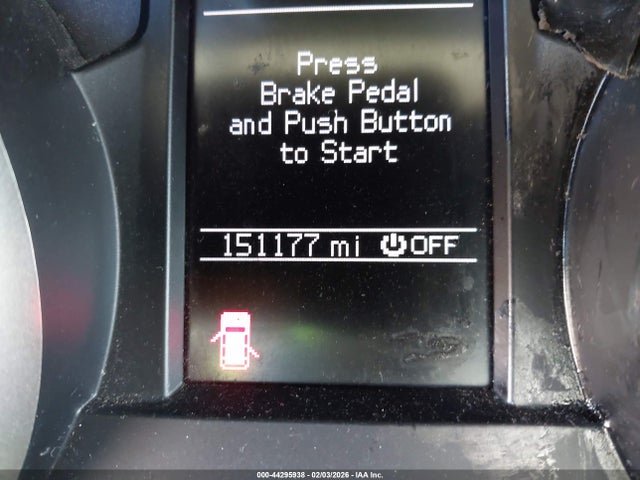 Press
Brake Pedal
and Push Button
to Start
151177 mi OFF
000-44295938 - 02/03/2026 - IAA Inc.